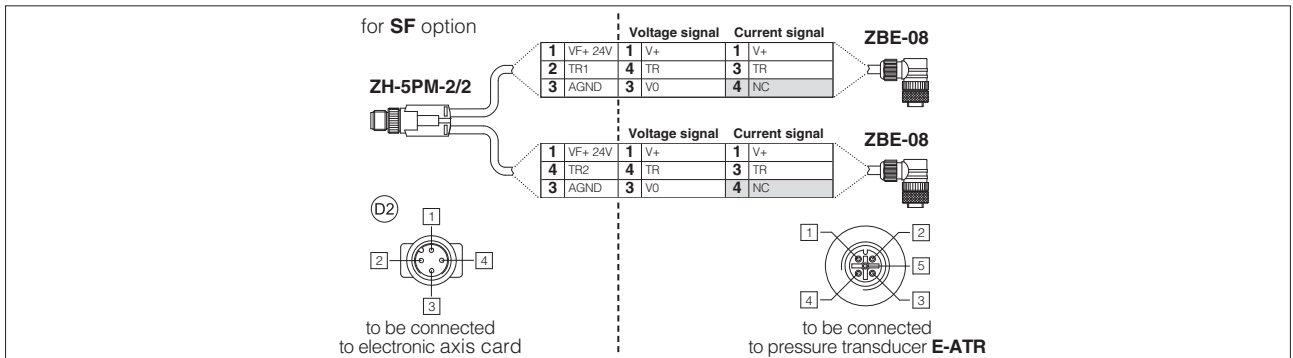 for SF option
Voltage signal Current signal
ZBE-08
1 VF+ 24V 1 V+ 1 V+
2 TR1 4 TR 3 TR
3 AGND 3 V0 4 NC
ZH-5PM-2/2
Voltage signal Current signal
ZBE-08
1 VF+ 24V 1 V+ 1 V+
4 TR2 4 TR 3 TR
3 AGND 3 V0 4 NC
D2
1
2 4
3
1 2
5
4 3
to be connected
to electronic axis card
to be connected
to pressure transducer E-ATR